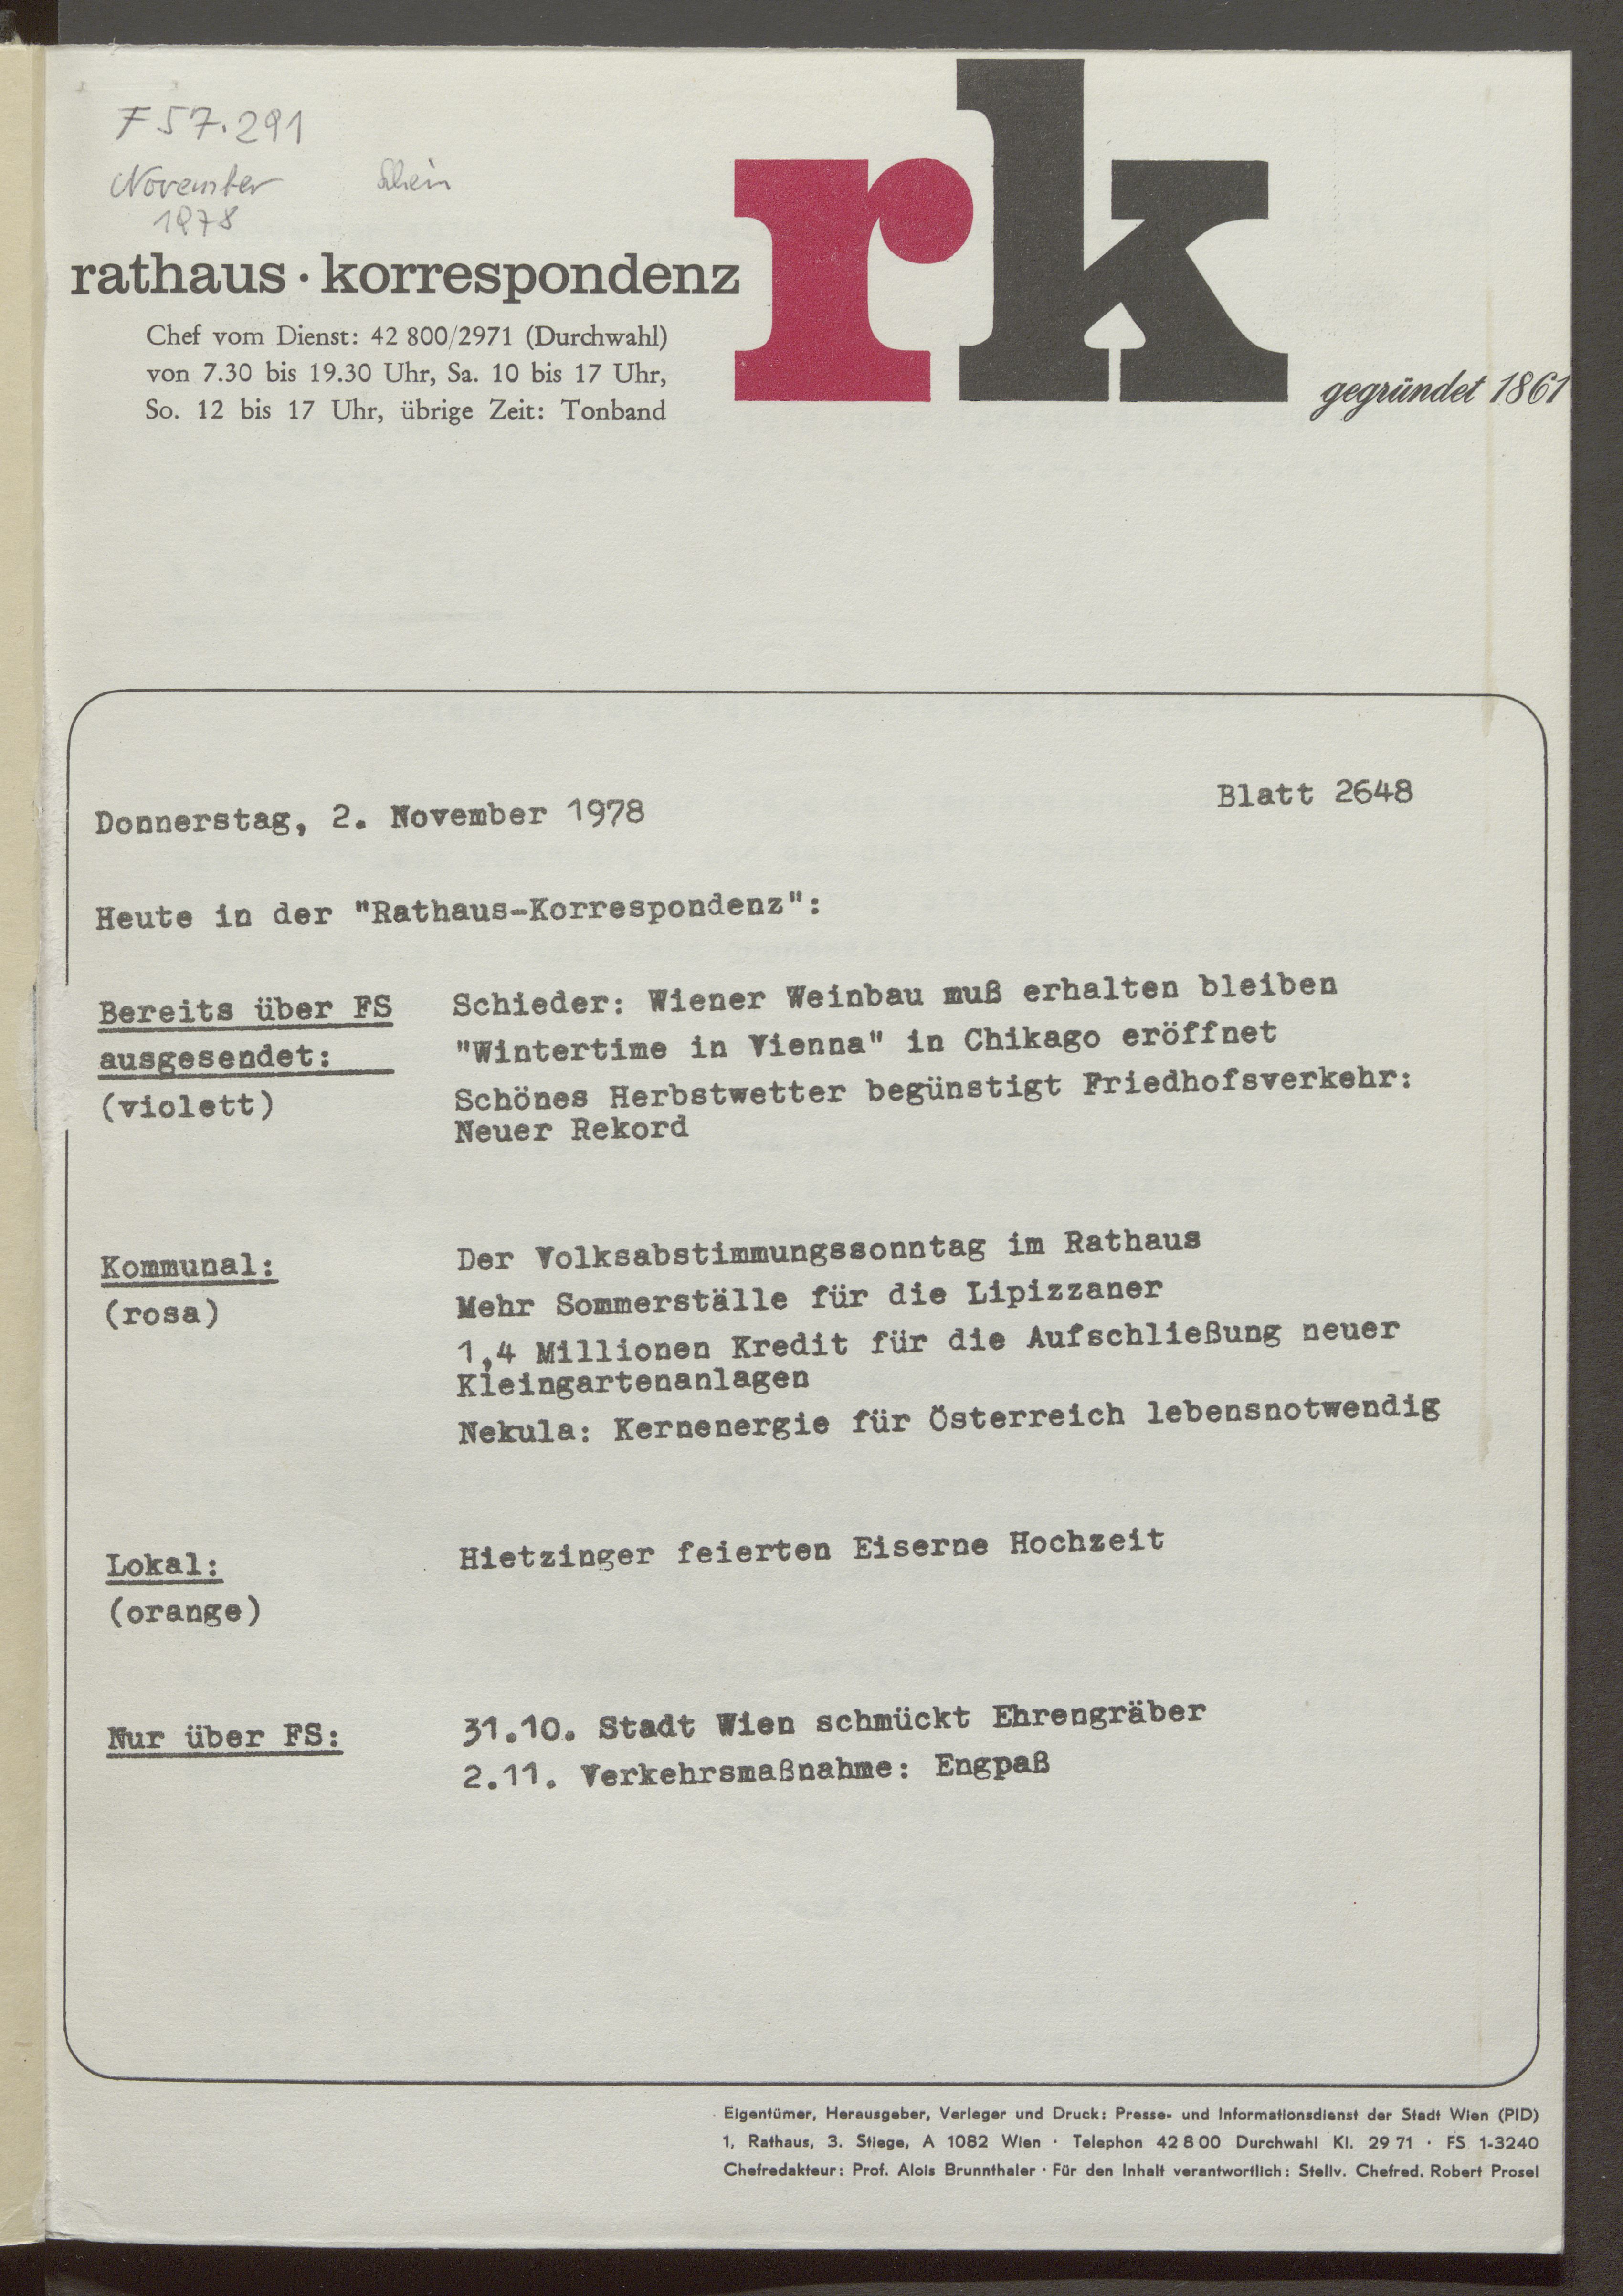 F 57.291
November
1978
rk
rathaus · korrespondenz
Chef vom Dienst: 42 800/2971 (Durchwahl)
von 7.30 bis 19.30 Uhr, Sa. 10 bis 17 Uhr,
So. 12 bis 17 Uhr, übrige Zeit: Tonband
gegründet 1861
Blatt 2648
Donnerstag, 2. November 1978
Heute in der "Rathaus-Korrespondenz":
Bereits über FS
ausgesendet:
(violett)
Schieder: Wiener Weinbau muß erhalten bleiben
"Wintertime in Vienna" in Chikago eröffnet
Schönes Herbstwetter begünstigt Friedhofsverkehr:
Neuer Rekord
Kommunal:
(rosa)
Der Volksabstimmungssonntag im Rathaus
Mehr Sommerställe für die Lipizzaner
1,4 Millionen Kredit für die Aufschließung neuer
Kleingartenanlagen
Nekula: Kernenergie für Österreich lebensnotwendig
Lokal:
(orange)
Hietzinger feierten Eiserne Hochzeit
Nur über FS:
31.10. Stadt Wien schmückt Ehrengräber
2.11. Verkehrsmaßnahme: Engpaß
Eigentümer, Herausgeber, Verleger und Druck: Presse- und Informationsdienst der Stadt Wien (PID)
1, Rathaus, 3. Stiege, A 1082 Wien · Telephon 42 8 00 Durchwahl Kl. 29 71 · FS 1-3240
Chefredakteur: Prof. Alois Brunnthaler · Für den Inhalt verantwortlich: Stellv. Chefred. Robert Prosel